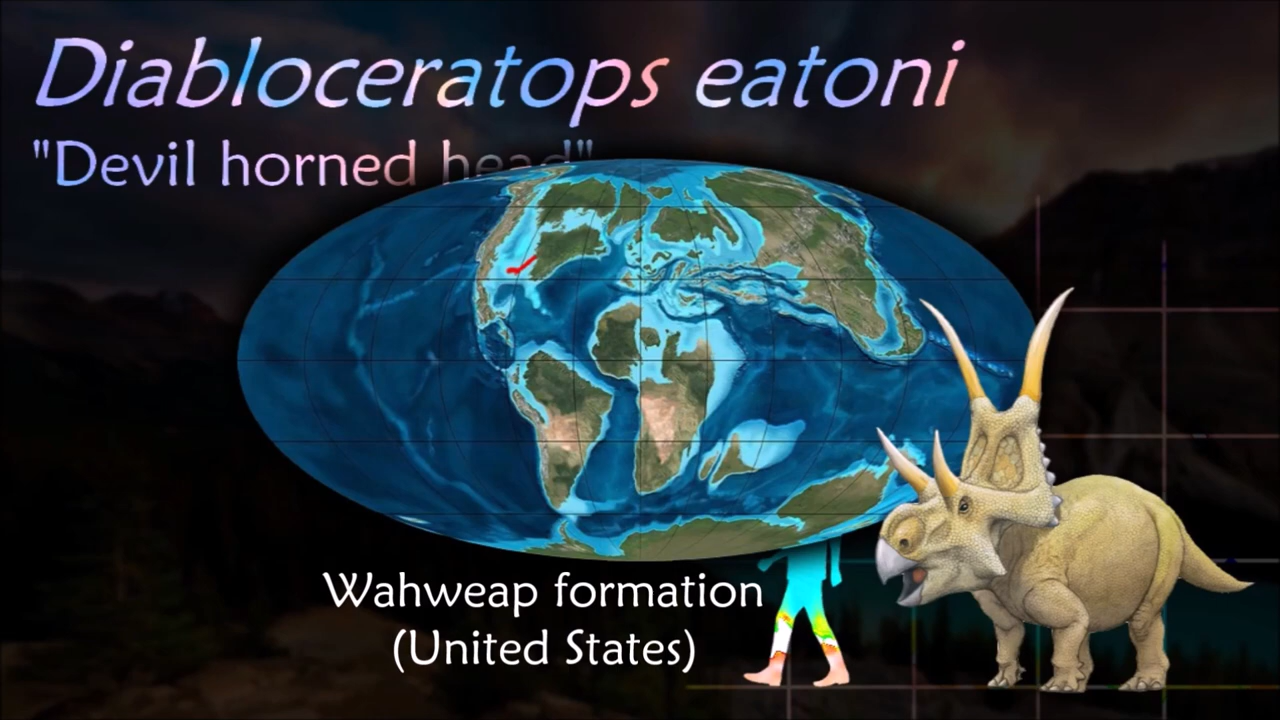 Diabloceratops eatoni
"Devil horned head"
Wahweap formation
(United States)